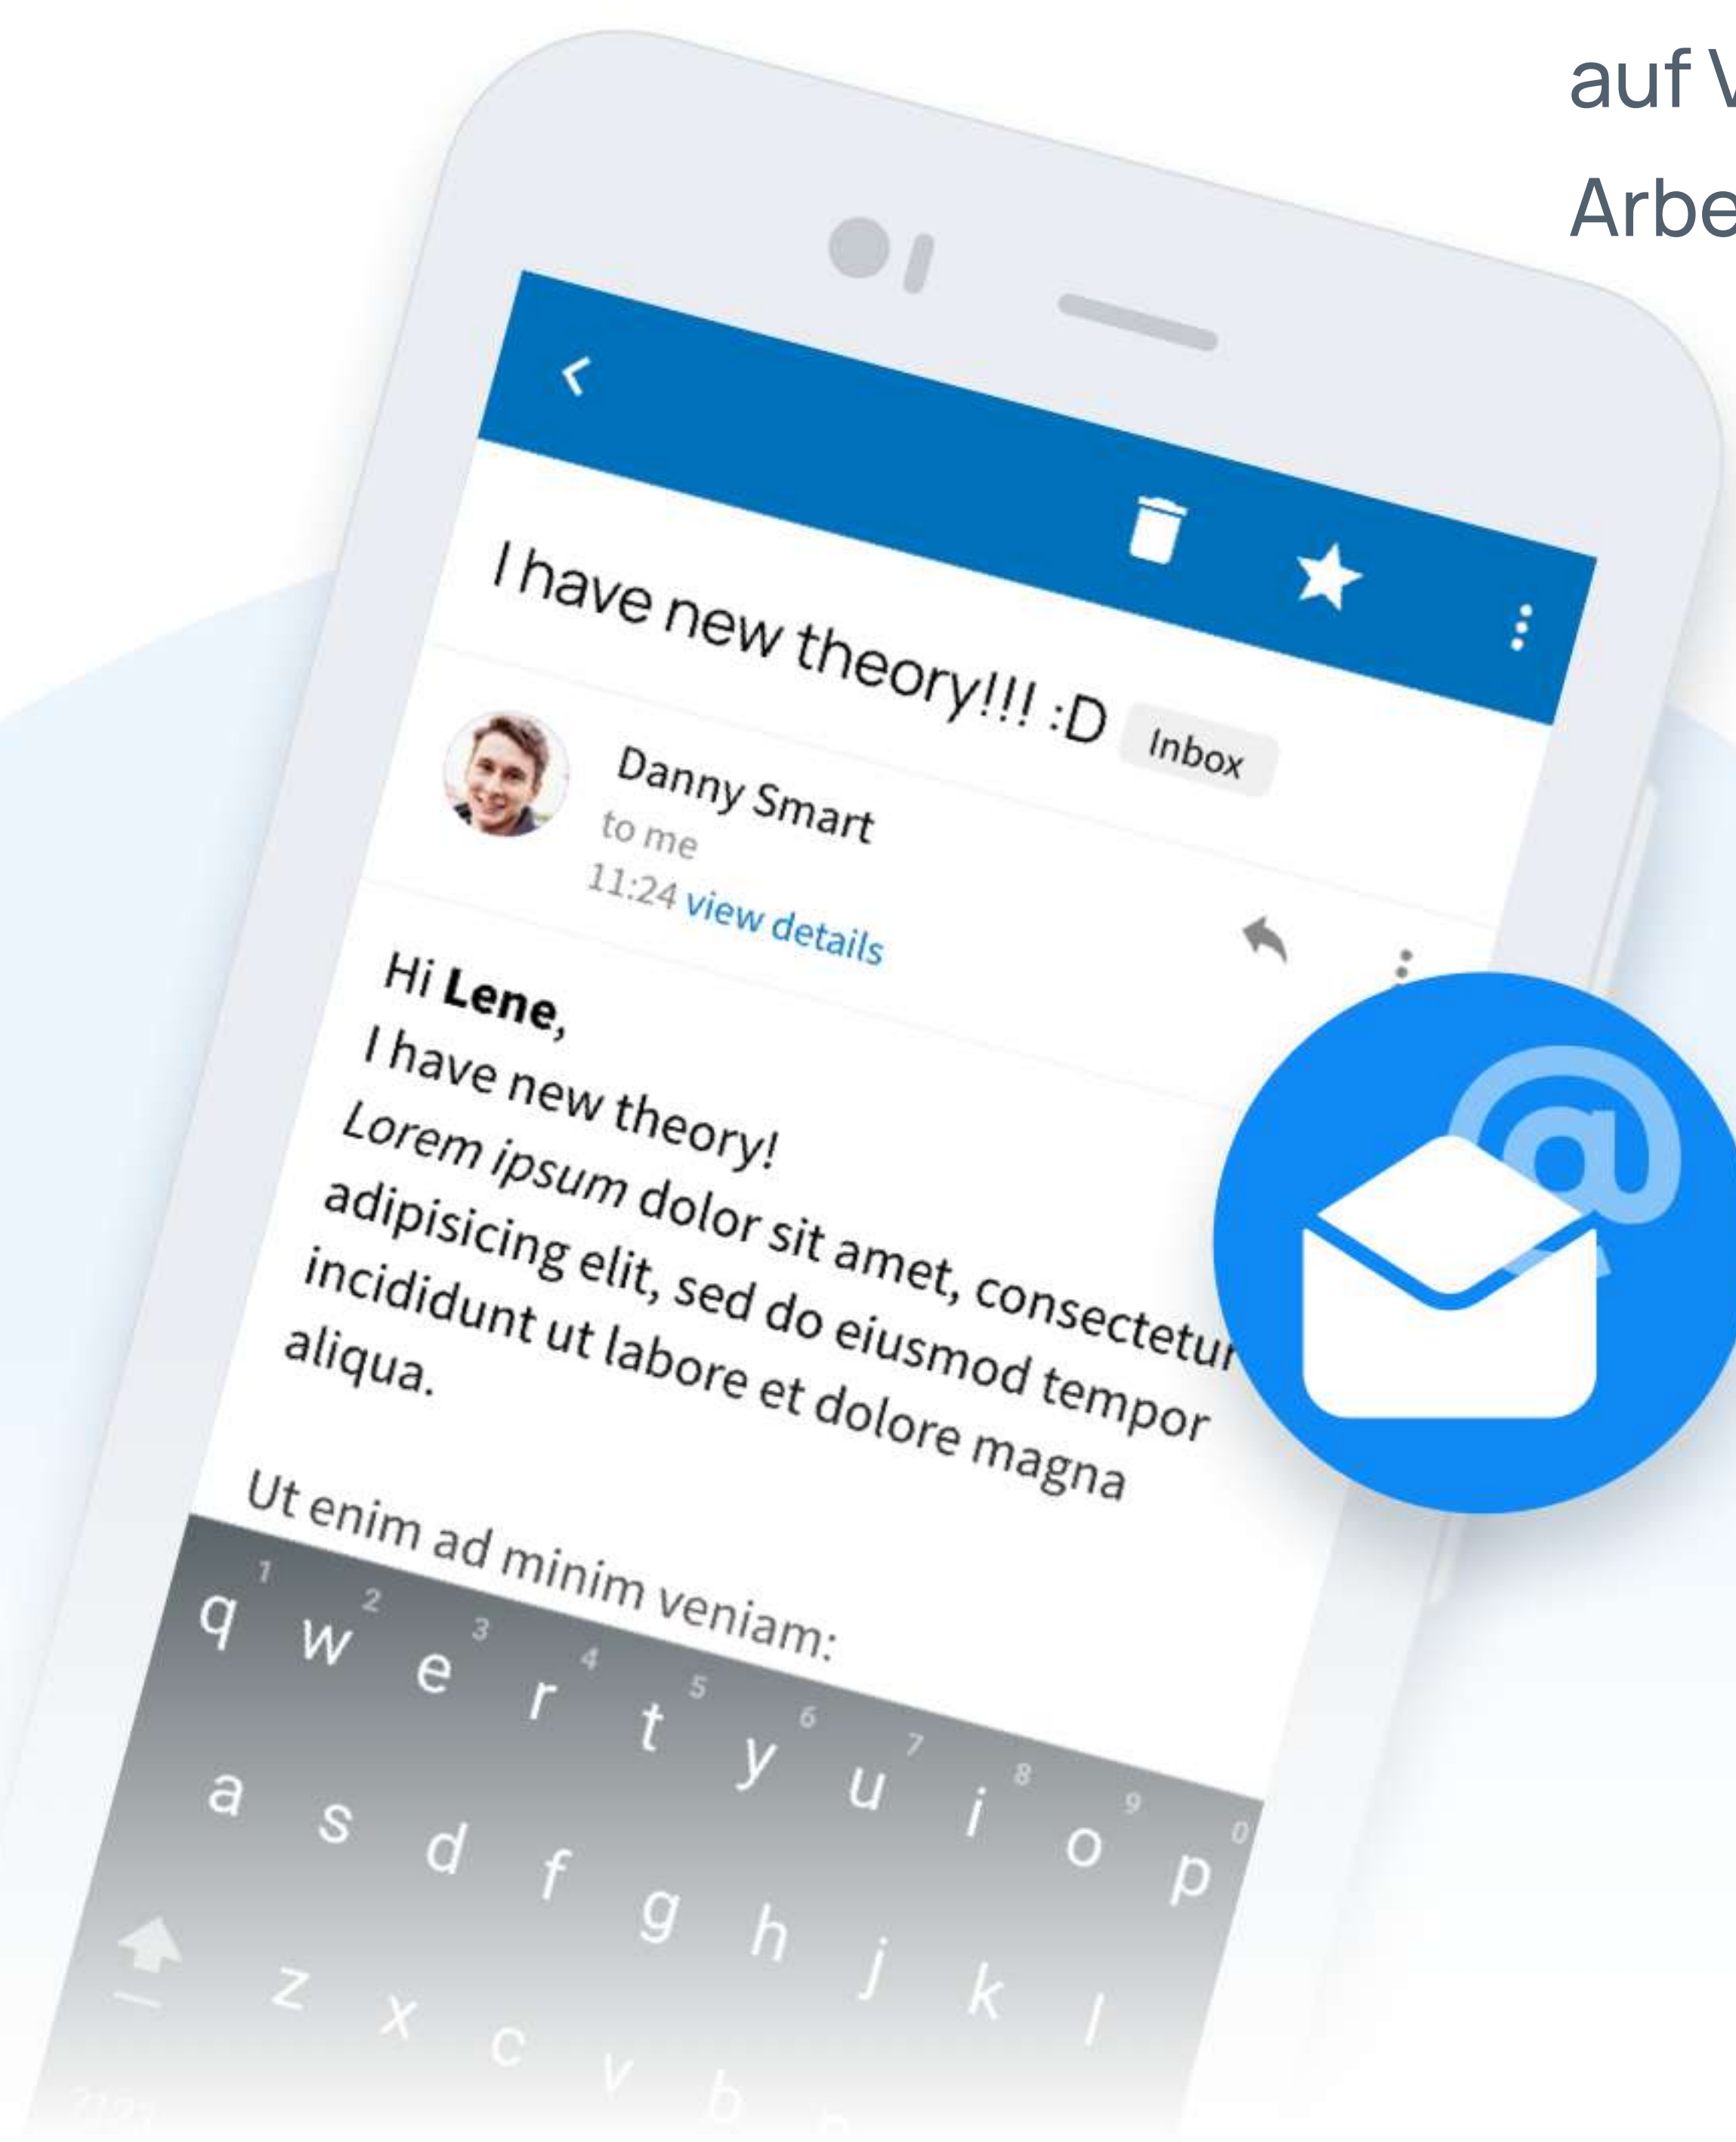 auf
I have new theory!!! :D Inbox
Danny Smart
to me
11:24 view details
Hi Lene,
I have new theory!
Lorem ipsum dolor sit amet, consectetur
adipisicing elit, sed do eiusmod tempor
incididunt ut labore et dolore magna
aliqua.
Ut enim ad minim veniam:
1 2 3 4 5 6 7 8 9 0
q w e r t y u i o p
a s d f g h j k l
z x c v b n
?123
@